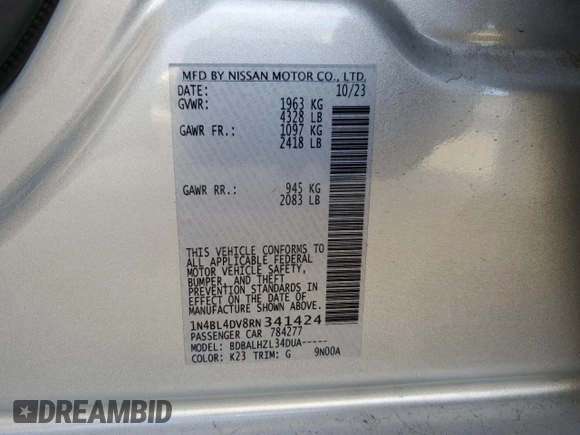 MFD BY NISSAN MOTOR CO., LTD.
DATE: 10/23
GVWR: 1963 KG
4328 LB
GAWR FR.: 1097 KG
2418 LB
GAWR RR.: 945 KG
2083 LB
THIS VEHICLE CONFORMS TO
ALL APPLICABLE FEDERAL
MOTOR VEHICLE SAFETY,
BUMPER, AND THEFT
PREVENTION STANDARDS IN
EFFECT ON THE DATE OF
MANUFACTURE SHOWN ABOVE.
1N4BL4DV8RN341424
PASSENGER CAR 784277
MODEL: BDBALHZL34DUA-----
COLOR: K23 TRIM: G 9N00A
DREAMBID